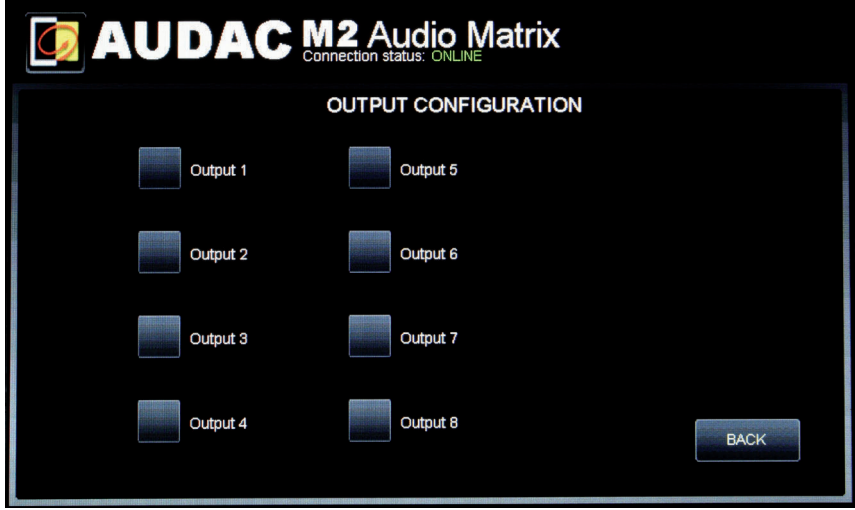 AUDAC M2 Audio Matrix
Connection status: ONLINE
OUTPUT CONFIGURATION
Output 1
Output 2
Output 3
Output 4
Output 5
Output 6
Output 7
Output 8
BACK